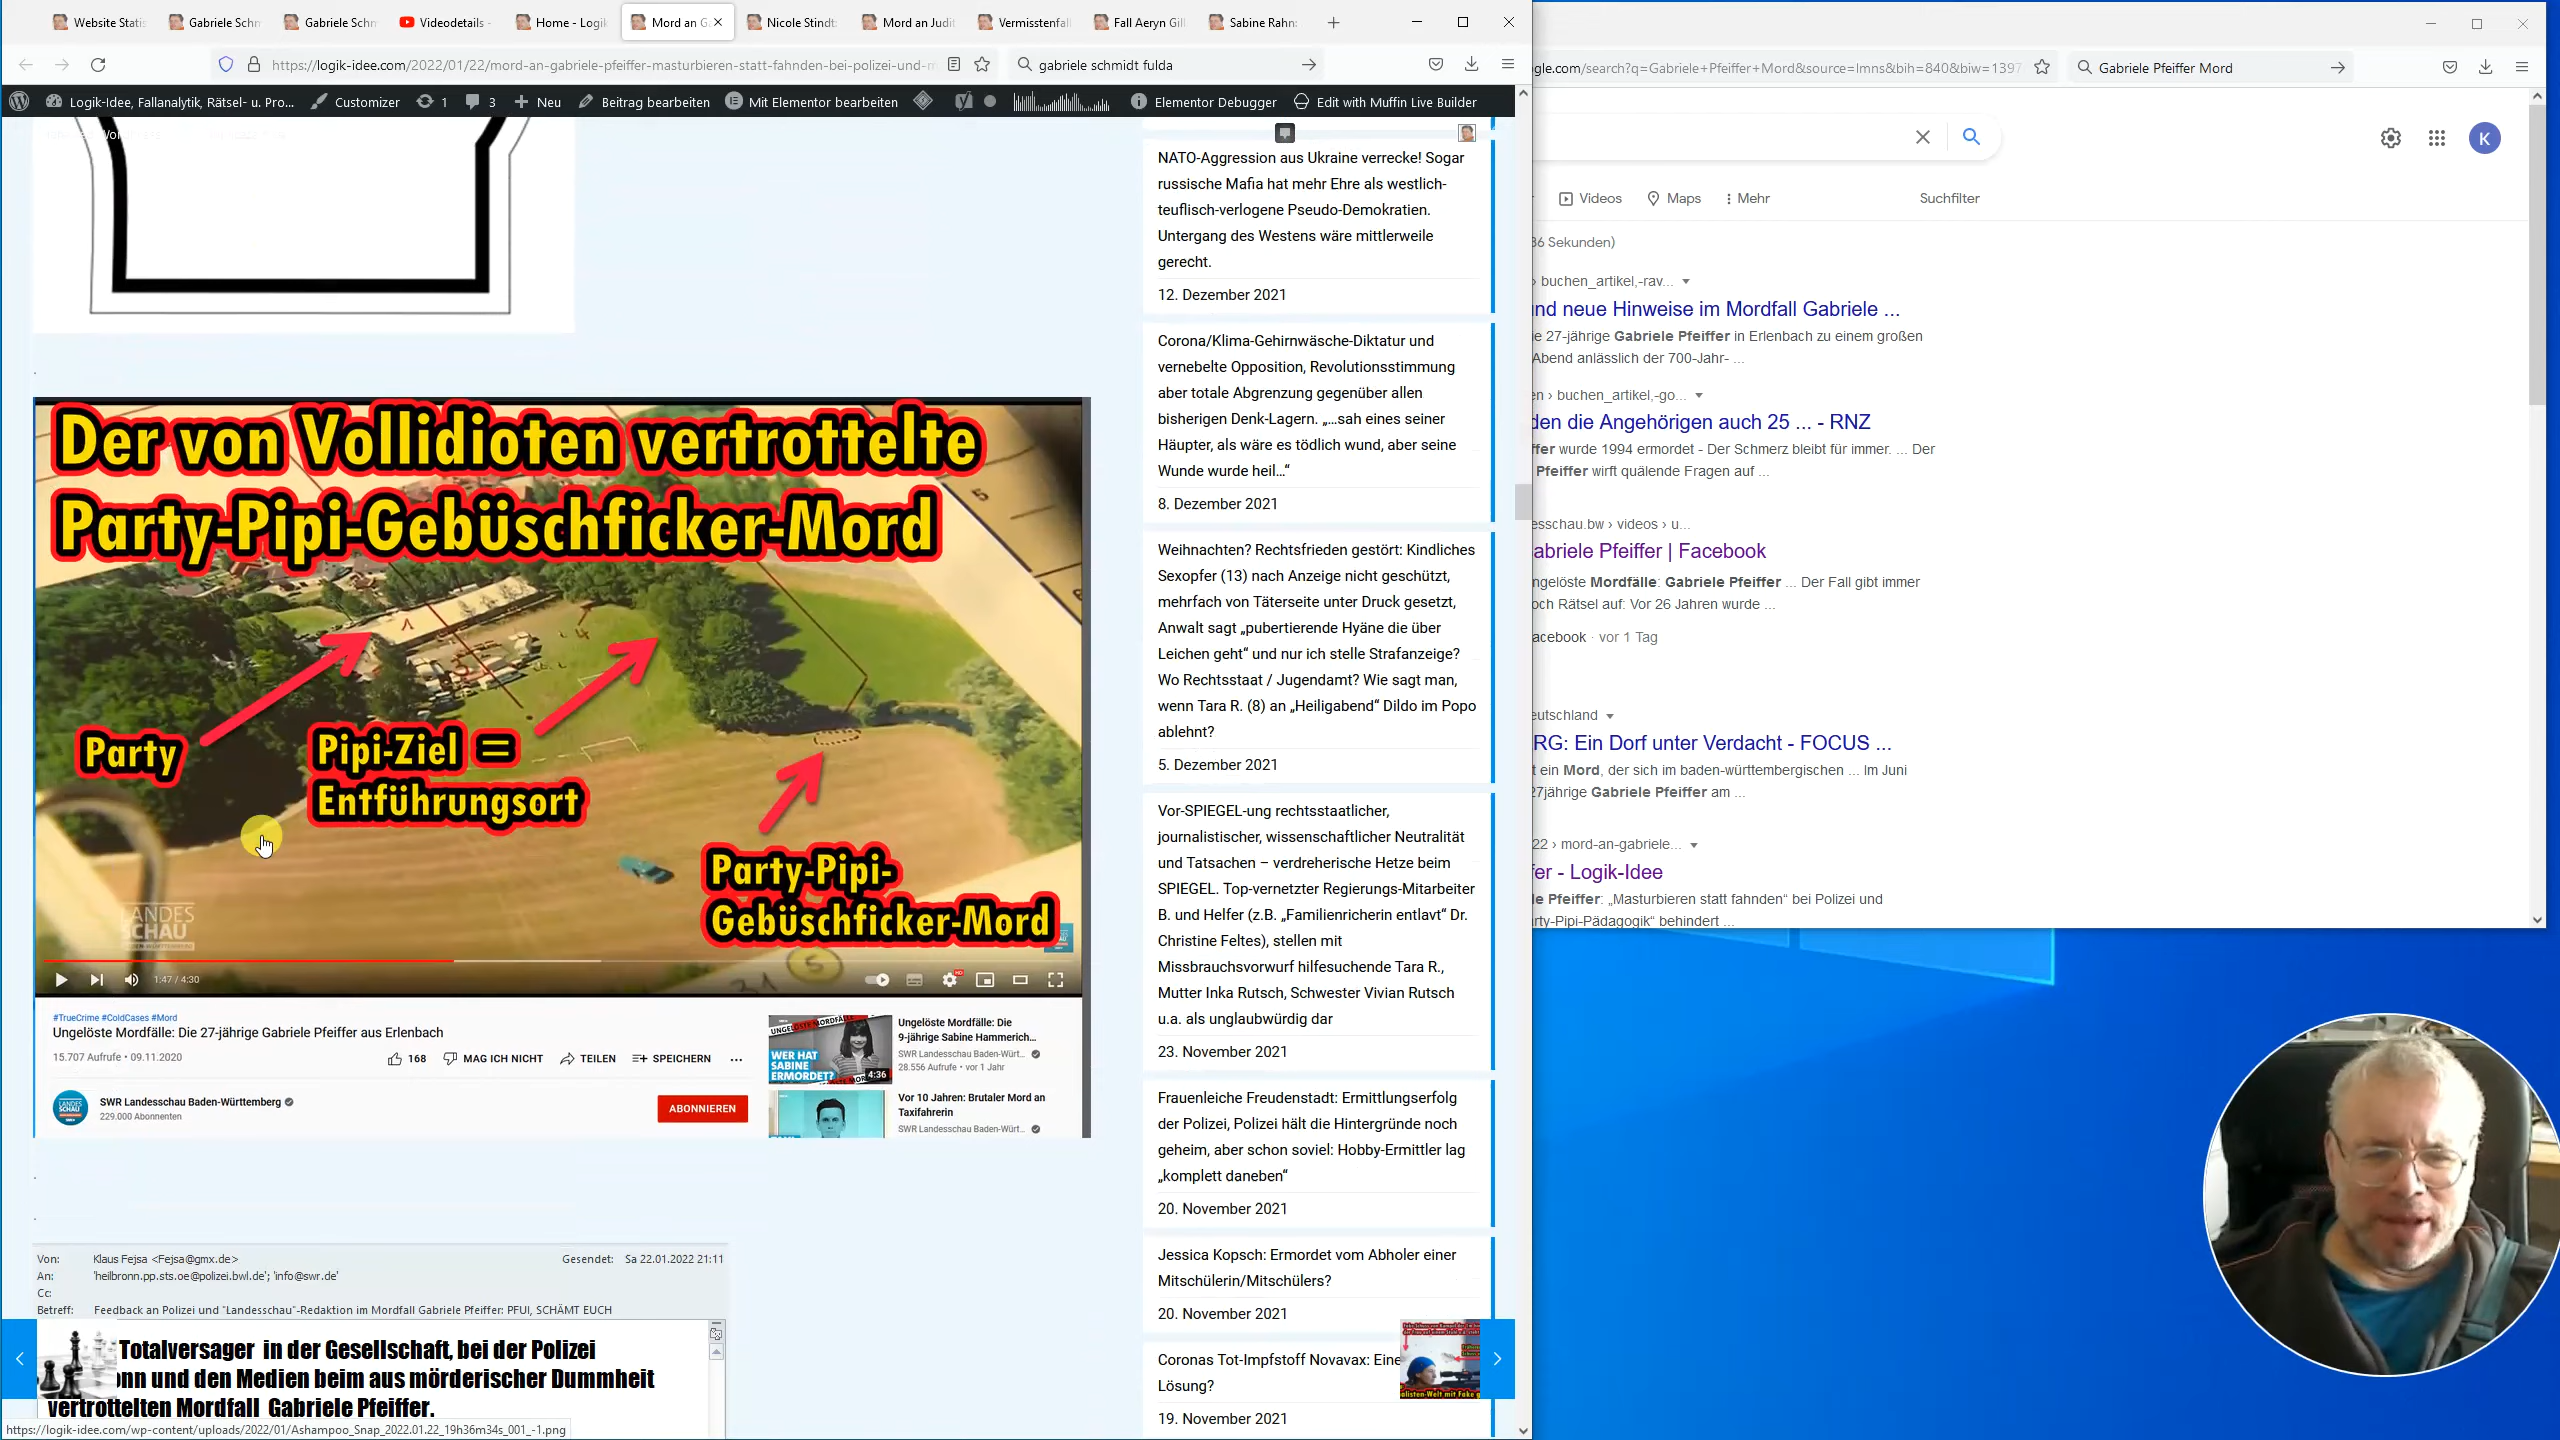 Website Statis
Gabriele Schm
Gabriele Schm
Videodetails -
Home - Logik
Mord an G
Nicole Stindt:
Mord an Judit
Vermisstenfall
Fall Aeryn Gill
Sabine Rahn:
https://logik-idee.com/2022/01/22/mord-an-gabriele-pfeiffer-masturbieren-statt-fahnden-bei-polizei-und-m
gabriele schmidt fulda
Logik-Idee, Fallanalytik, Rätsel- u. Pro...
Customizer
1
3
Neu
Beitrag bearbeiten
Mit Elementor bearbeiten
Elementor Debugger
Edit with Muffin Live Builder
Der von Vollidioten vertrottelte
Party-Pipi-Gebüschficker-Mord
Party
Pipi-Ziel =
Entführungsort
Party-Pipi-
Gebüschficker-Mord
1
4
3
5
LANDES
SCHAU
BADEN-WÜRTTEMBERG
5
1:47 / 4:30
HD
#TrueCrime #ColdCases #Mord
Ungelöste Mordfälle: Die 27-jährige Gabriele Pfeiffer aus Erlenbach
15.707 Aufrufe • 09.11.2020
168
MAG ICH NICHT
TEILEN
SPEICHERN
...
LANDES
SCHAU
SWR Landesschau Baden-Württemberg
229.000 Abonnenten
ABONNIEREN
UNGELÖSTE MORDFÄLLE
WER HAT
SABINE
ERMORDET?
4:36
Ungelöste Mordfälle: Die
9-jährige Sabine Hammerich...
SWR Landesschau Baden-Würt...
28.556 Aufrufe • vor 1 Jahr
Vor 10 Jahren: Brutaler Mord an
Taxifahrerin
SWR Landesschau Baden-Würt...
Von: Klaus Fejsa <Fejsa@gmx.de> Gesendet: Sa 22.01.2022 21:11
An: 'heilbronn.pp.sts.oe@polizei.bwl.de'; 'info@swr.de'
Cc:
Betreff: Feedback an Polizei und "Landesschau"-Redaktion im Mordfall Gabriele Pfeiffer: PFUI, SCHÄMT EUCH
Totalversager in der Gesellschaft, bei der Polizei
onn und den Medien beim aus mörderischer Dummheit
vertrottelten Mordfall Gabriele Pfeiffer.
https://logik-idee.com/wp-content/uploads/2022/01/Ashampoo_Snap_2022.01.22_19h36m34s_001_-1.png
NATO-Aggression aus Ukraine verrecke! Sogar
russische Mafia hat mehr Ehre als westlich-
teuflisch-verlogene Pseudo-Demokratien.
Untergang des Westens wäre mittlerweile
gerecht.
12. Dezember 2021
Corona/Klima-Gehirnwäsche-Diktatur und
vernebelte Opposition, Revolutionsstimmung
aber totale Abgrenzung gegenüber allen
bisherigen Denk-Lagern. „...sah eines seiner
Häupter, als wäre es tödlich wund, aber seine
Wunde wurde heil...“
8. Dezember 2021
Weihnachten? Rechtsfrieden gestört: Kindliches
Sexopfer (13) nach Anzeige nicht geschützt,
mehrfach von Täterseite unter Druck gesetzt,
Anwalt sagt „pubertierende Hyäne die über
Leichen geht“ und nur ich stelle Strafanzeige?
Wo Rechtsstaat / Jugendamt? Wie sagt man,
wenn Tara R. (8) an „Heiligabend“ Dildo im Popo
ablehnt?
5. Dezember 2021
Vor-SPIEGEL-ung rechtsstaatlicher,
journalistischer, wissenschaftlicher Neutralität
und Tatsachen – verdreherische Hetze beim
SPIEGEL. Top-vernetzter Regierungs-Mitarbeiter
B. und Helfer (z.B. „Familienricherin entlavt“ Dr.
Christine Feltes), stellen mit
Missbrauchsvorwurf hilfesuchende Tara R.,
Mutter Inka Rutsch, Schwester Vivian Rutsch
u.a. als unglaubwürdig dar
23. November 2021
Frauenleiche Freudenstadt: Ermittlungserfolg
der Polizei, Polizei hält die Hintergründe noch
geheim, aber schon soviel: Hobby-Ermittler lag
„komplett daneben“
20. November 2021
Jessica Kopsch: Ermordet vom Abholer einer
Mitschülerin/Mitschülers?
20. November 2021
Coronas Tot-Impfstoff Novavax: Eine
Lösung?
19. November 2021
gle.com/search?q=Gabriele+Pfeiffer+Mord&source=lmns&bih=840&biw=1397
Gabriele Pfeiffer Mord
K
Videos
Maps
Mehr
Suchfilter
36 Sekunden)
› buchen_artikel,-rav...
nd neue Hinweise im Mordfall Gabriele ...
e 27-jährige Gabriele Pfeiffer in Erlenbach zu einem großen
Abend anlässlich der 700-Jahr- ...
en › buchen_artikel,-go...
den die Angehörigen auch 25 ... - RNZ
ffer wurde 1994 ermordet - Der Schmerz bleibt für immer. ... Der
Pfeiffer wirft quälende Fragen auf ...
esschau.bw › videos › u...
abriele Pfeiffer | Facebook
ngelöste Mordfälle: Gabriele Pfeiffer ... Der Fall gibt immer
och Rätsel auf: Vor 26 Jahren wurde ...
acebook · vor 1 Tag
eutschland
RG: Ein Dorf unter Verdacht - FOCUS ...
t ein Mord, der sich im baden-württembergischen ... Im Juni
27jährige Gabriele Pfeiffer am ...
22 › mord-an-gabriele...
fer - Logik-Idee
le Pfeiffer: „Masturbieren statt fahnden“ bei Polizei und
rty-Pipi-Pädagogik“ behindert ...